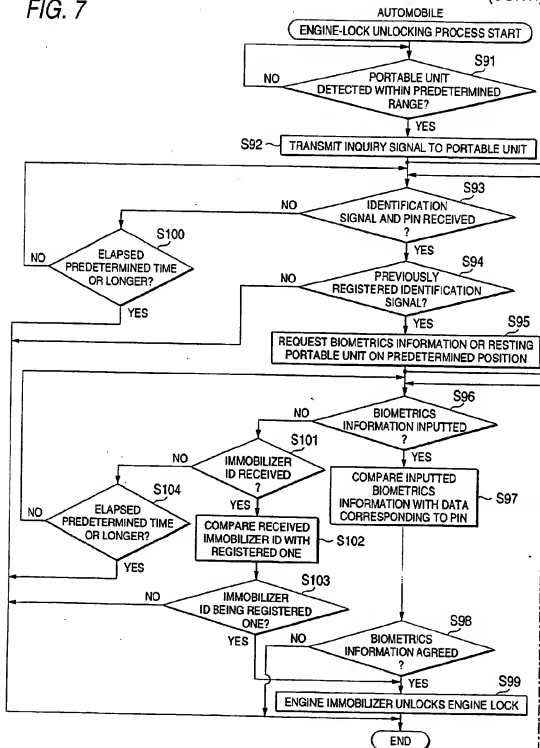 FIG. 7
AUTOMOBILE
ENGINE-LOCK UNLOCKING PROCESS START
S91
NO
PORTABLE UNIT
DETECTED WITHIN PREDETERMINED
RANGE?
YES
S92
TRANSMIT INQUIRY SIGNAL TO PORTABLE UNIT
S93
NO
IDENTIFICATION
SIGNAL AND PIN RECEIVED
?
YES
S100
NO
ELAPSED
PREDETERMINED TIME
OR LONGER?
YES
S94
NO
PREVIOUSLY
REGISTERED IDENTIFICATION
SIGNAL?
YES
S95
REQUEST BIOMETRICS INFORMATION OR RESTING
PORTABLE UNIT ON PREDETERMINED POSITION
S96
NO
BIOMETRICS
INFORMATION INPUTTED
?
YES
S101
NO
IMMOBILIZER
ID RECEIVED
?
YES
COMPARE INPUTTED
BIOMETRICS
INFORMATION WITH DATA
CORRESPONDING TO PIN
S97
S104
NO
ELAPSED
PREDETERMINED TIME
OR LONGER?
YES
COMPARE RECEIVED
IMMOBILIZER ID WITH
REGISTERED ONE
S102
S103
NO
IMMOBILIZER
ID BEING REGISTERED
ONE?
YES
S98
NO
BIOMETRICS
INFORMATION AGREED
?
YES
S99
ENGINE IMMOBILIZER UNLOCKS ENGINE LOCK
END